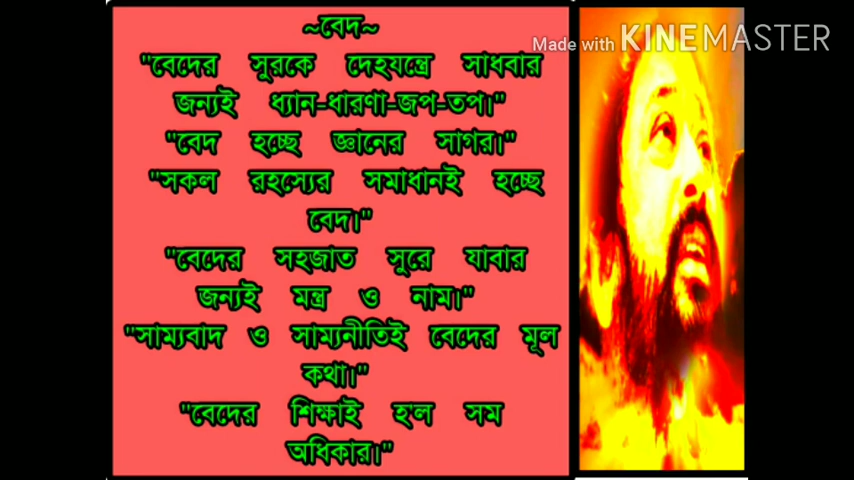 ~বেদ~
Made with KINEMASTER
"বেদের সুরকে দেহযন্ত্রে সাধবার
জন্যই ধ্যান-ধারণা-জপ-তপ।"
"বেদ হচ্ছে জ্ঞানের সাগর।"
"সকল রহস্যের সমাধানই হচ্ছে
বেদ।"
"বেদের সহজাত সুরে যাবার
জন্যই মন্ত্র ও নাম।"
"সাম্যবাদ ও সাম্যনীতিই বেদের মূল
কথা।"
"বেদের শিক্ষাই হ'ল সম
অধিকার।"